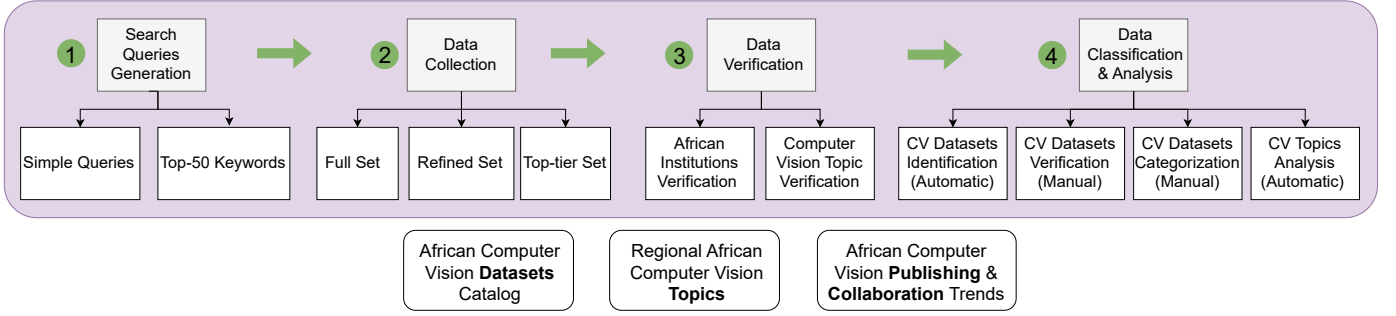 1
Search
Queries
Generation
2
Data
Collection
3
Data
Verification
4
Data
Classification
& Analysis
Simple Queries
Top-50 Keywords
Full Set
Refined Set
Top-tier Set
African
Institutions
Verification
Computer
Vision Topic
Verification
CV Datasets
Identification
(Automatic)
CV Datasets
Verification
(Manual)
CV Datasets
Categorization
(Manual)
CV Topics
Analysis
(Automatic)
African Computer
Vision Datasets
Catalog
Regional African
Computer Vision
Topics
African Computer
Vision Publishing &
Collaboration Trends